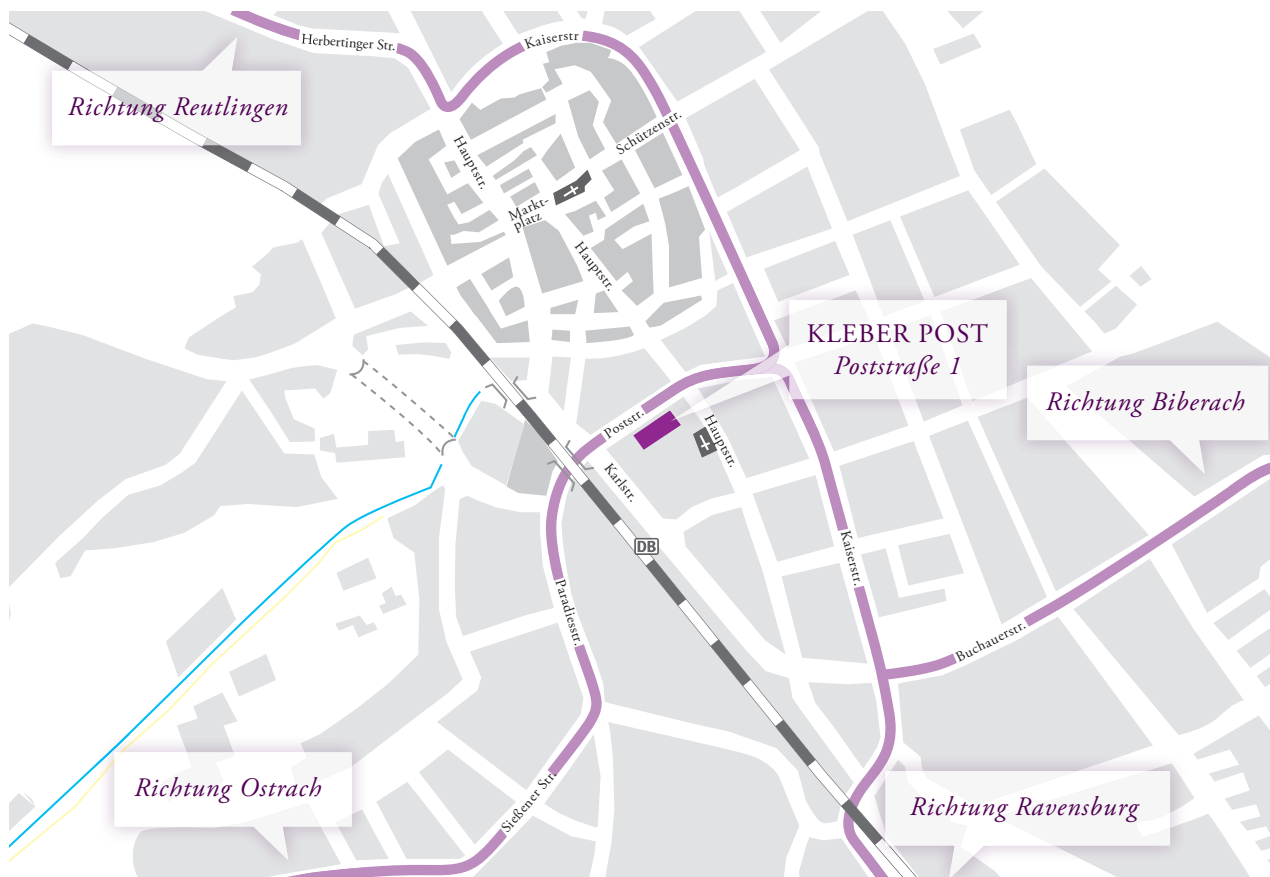 Herbertinger Str.
Kaiserstr
Richtung Reutlingen
Schützenstr.
Hauptstr.
Markt-
platz
Hauptstr.
KLEBER POST
Poststraße 1
Richtung Biberach
Poststr.
Hauptstr.
Karlstr.
DB
Kaiserstr.
Paradiesstr.
Buchauerstr.
Richtung Ostrach
Sießener Str.
Richtung Ravensburg